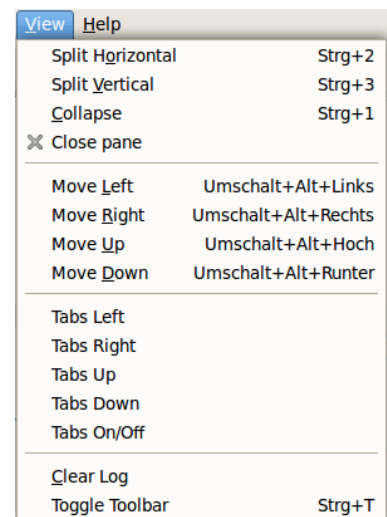 View Help
Split Horizontal Strg+2
Split Vertical Strg+3
Collapse Strg+1
Close pane
Move Left Umschalt+Alt+Links
Move Right Umschalt+Alt+Rechts
Move Up Umschalt+Alt+Hoch
Move Down Umschalt+Alt+Runter
Tabs Left
Tabs Right
Tabs Up
Tabs Down
Tabs On/Off
Clear Log
Toggle Toolbar Strg+T